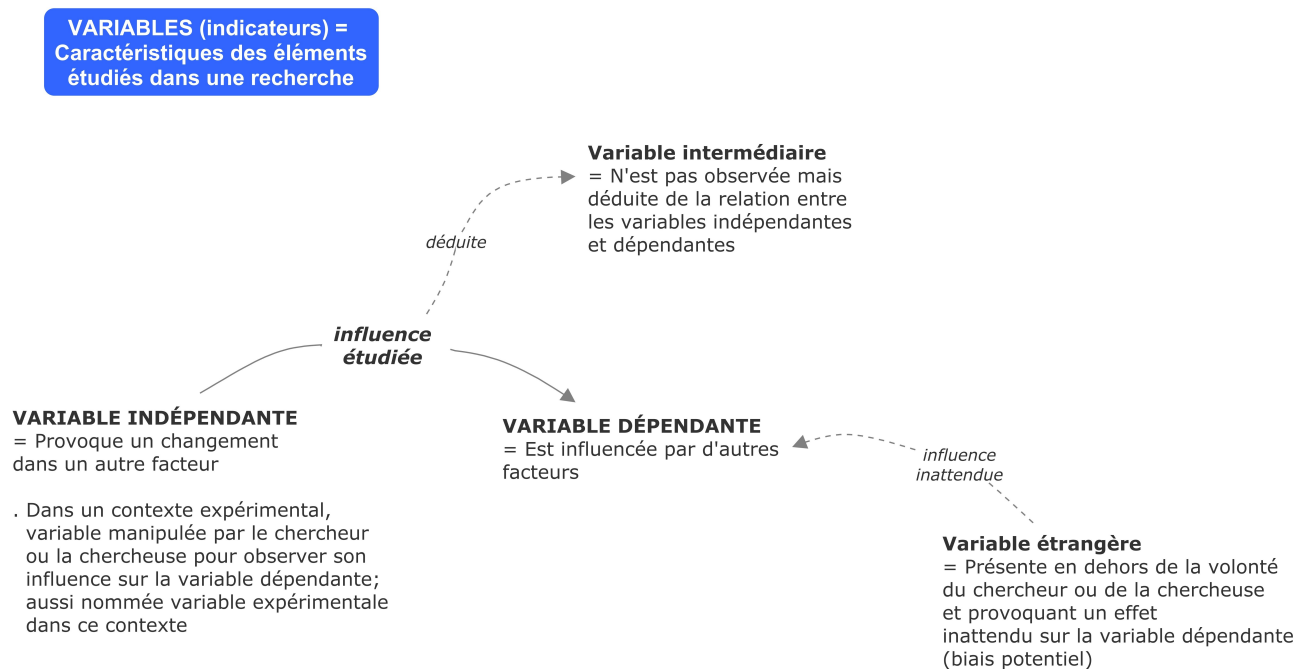 VARIABLES (indicateurs) =
Caractéristiques des éléments
étudiés dans une recherche
Variable intermédiaire
= N'est pas observée mais
déduite de la relation entre
les variables indépendantes
et dépendantes
déduite
influence
étudiée
VARIABLE INDÉPENDANTE
= Provoque un changement
dans un autre facteur
. Dans un contexte expérimental,
variable manipulée par le chercheur
ou la chercheuse pour observer son
influence sur la variable dépendante;
aussi nommée variable expérimentale
dans ce contexte
VARIABLE DÉPENDANTE
= Est influencée par d'autres
facteurs
influence
inattendue
Variable étrangère
= Présente en dehors de la volonté
du chercheur ou de la chercheuse
et provoquant un effet
inattendu sur la variable dépendante
(biais potentiel)